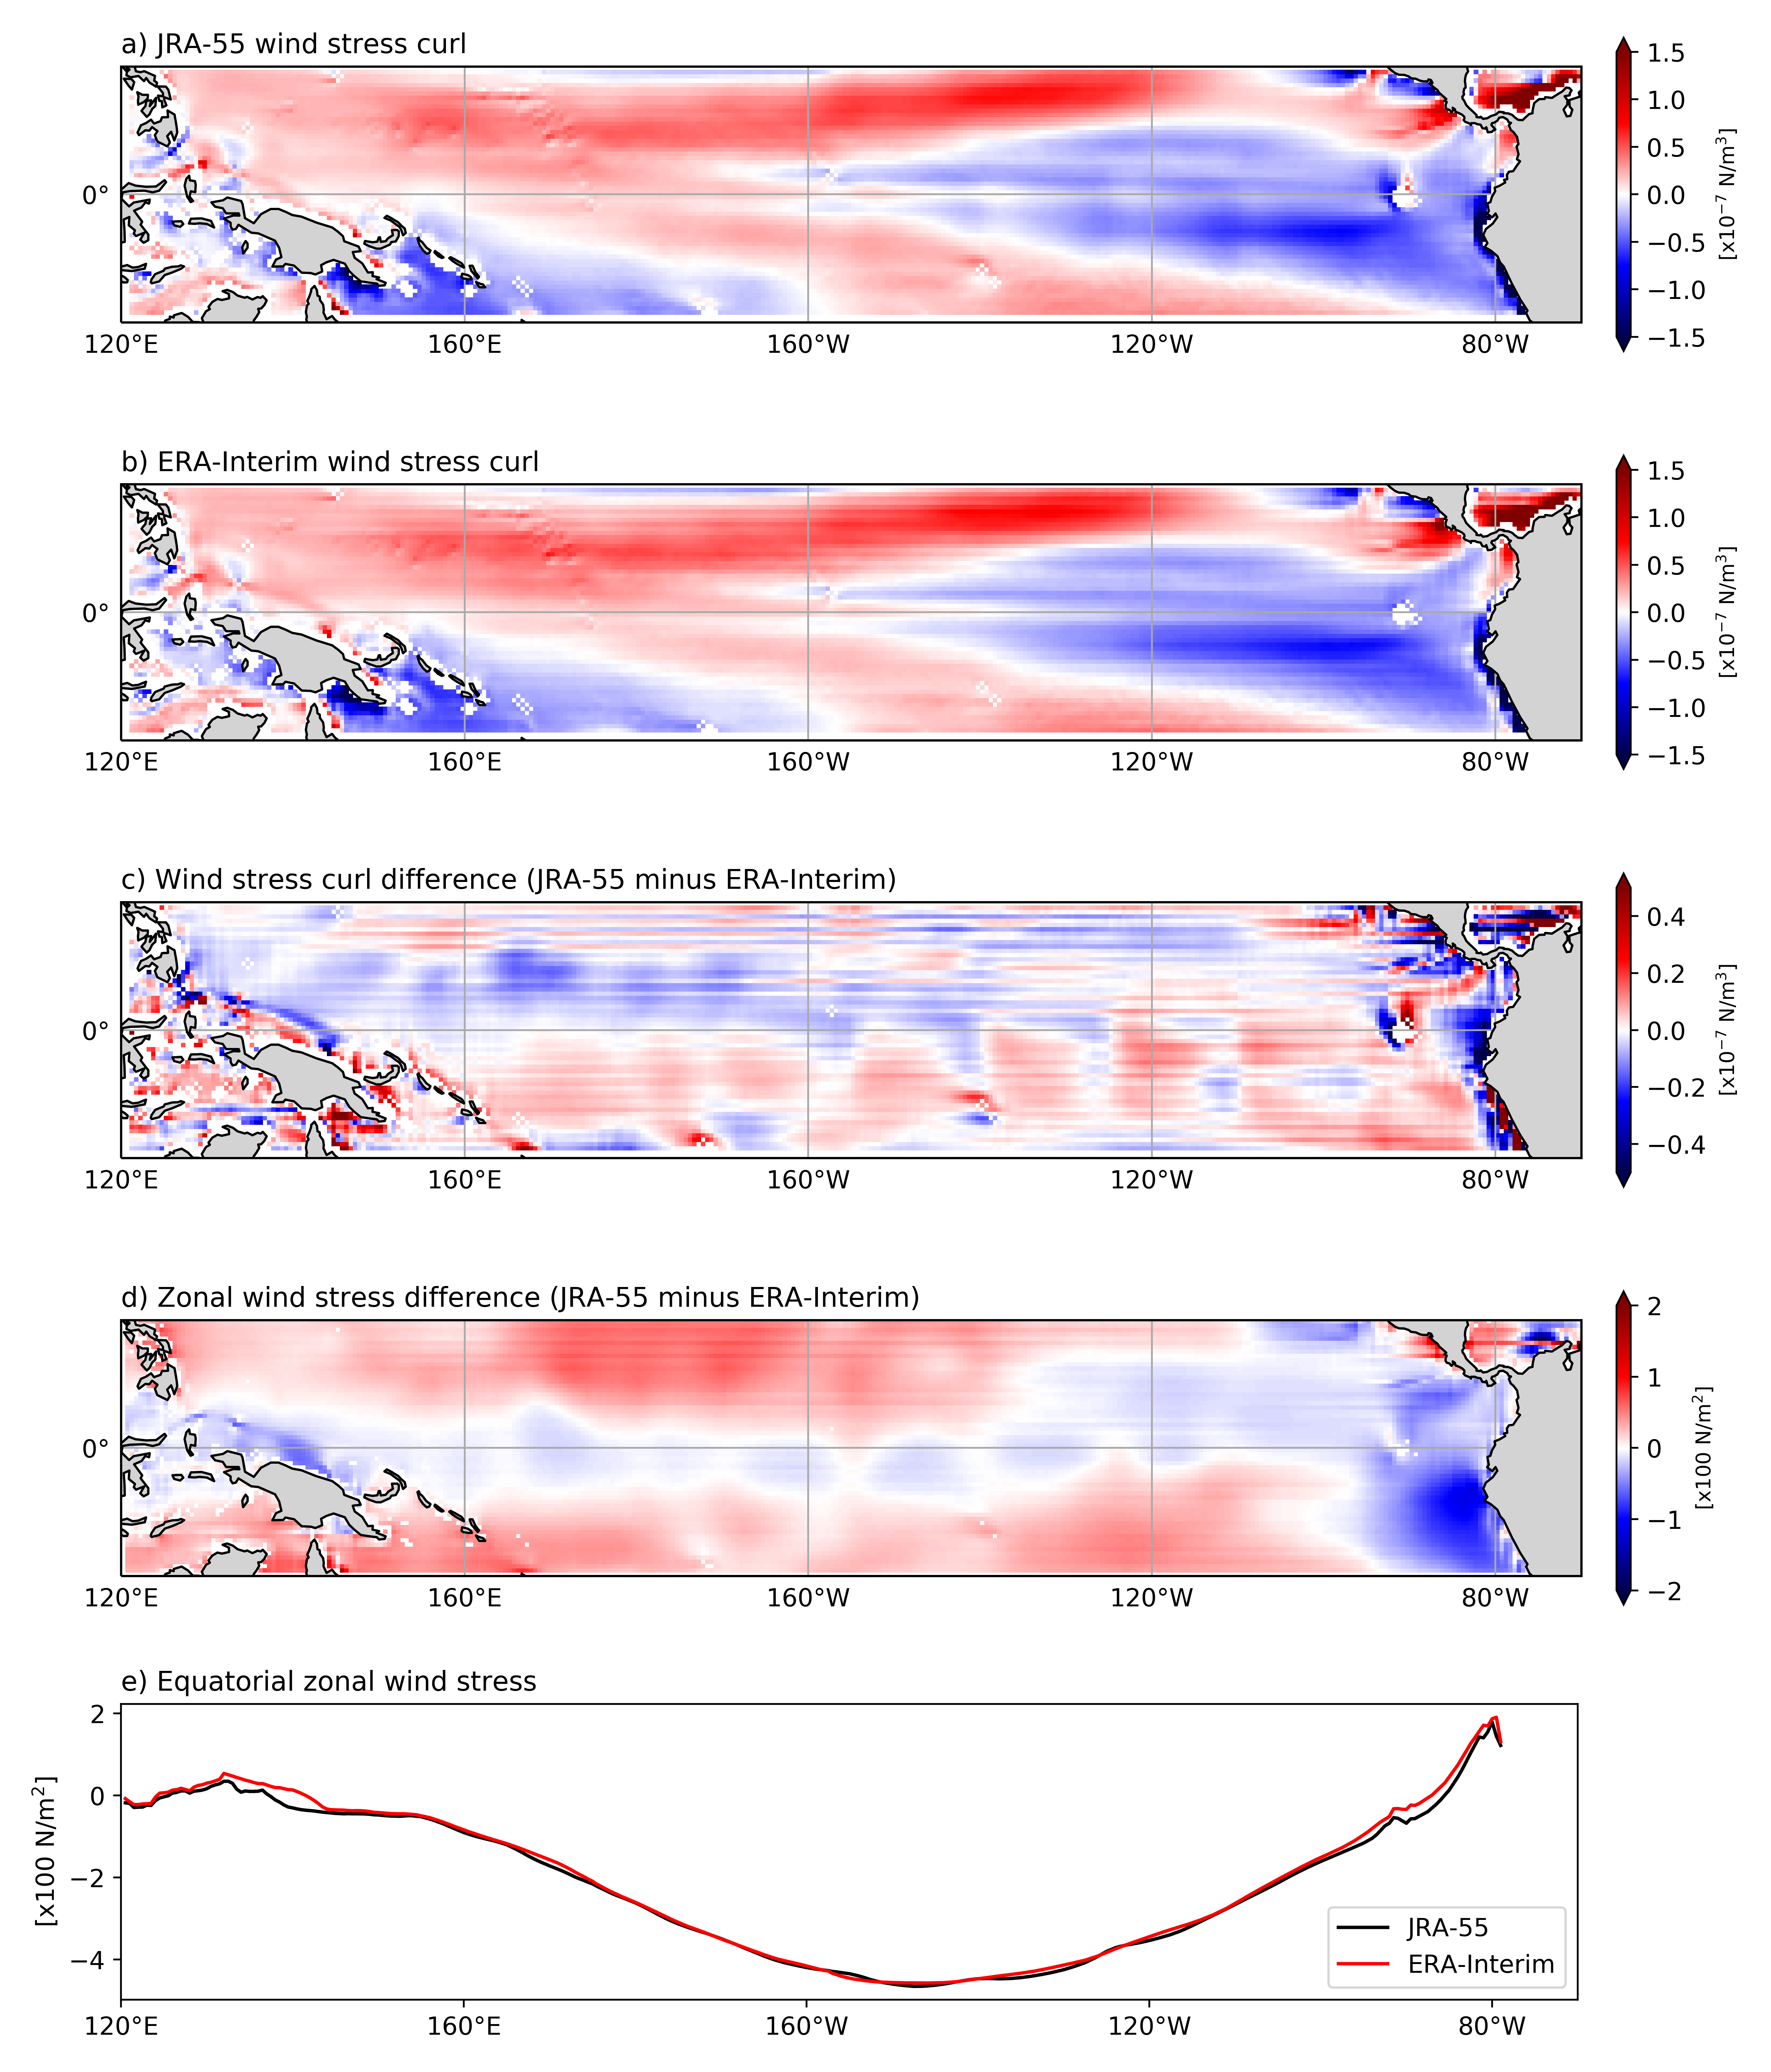 a) JRA-55 wind stress curl
0°
120°E 160°E 160°W 120°W 80°W
1.5
1.0
0.5
0.0
−0.5
−1.0
−1.5
[x10⁻⁷ N/m³]
b) ERA-Interim wind stress curl
0°
120°E 160°E 160°W 120°W 80°W
1.5
1.0
0.5
0.0
−0.5
−1.0
−1.5
[x10⁻⁷ N/m³]
c) Wind stress curl difference (JRA-55 minus ERA-Interim)
0°
120°E 160°E 160°W 120°W 80°W
0.4
0.2
0.0
−0.2
−0.4
[x10⁻⁷ N/m³]
d) Zonal wind stress difference (JRA-55 minus ERA-Interim)
0°
120°E 160°E 160°W 120°W 80°W
2
1
0
−1
−2
[x100 N/m²]
e) Equatorial zonal wind stress
[x100 N/m²]
2
0
−2
−4
120°E 160°E 160°W 120°W 80°W
JRA-55
ERA-Interim